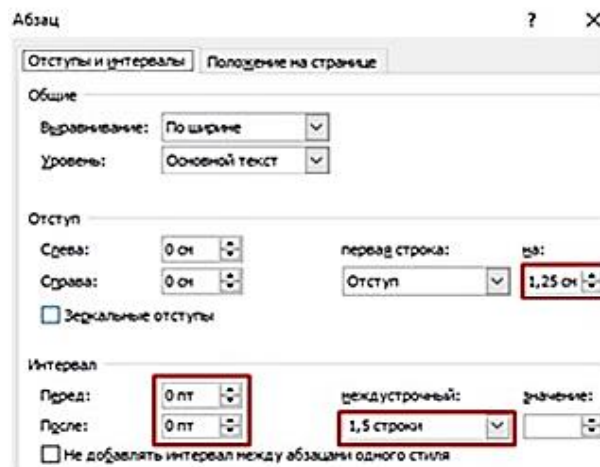 Абзац ? ×
Отступы и интервалы Положение на странице
Общие
Выравнивание: По ширине
Уровень: Основной текст
Отступ
Слева: 0 см первая строка: на:
Справа: 0 см Отступ 1,25 см
Зеркальные отступы
Интервал
Перед: 0 пт междустрочный: значение:
После: 0 пт 1,5 строки
Не добавлять интервал между абзацами одного стиля